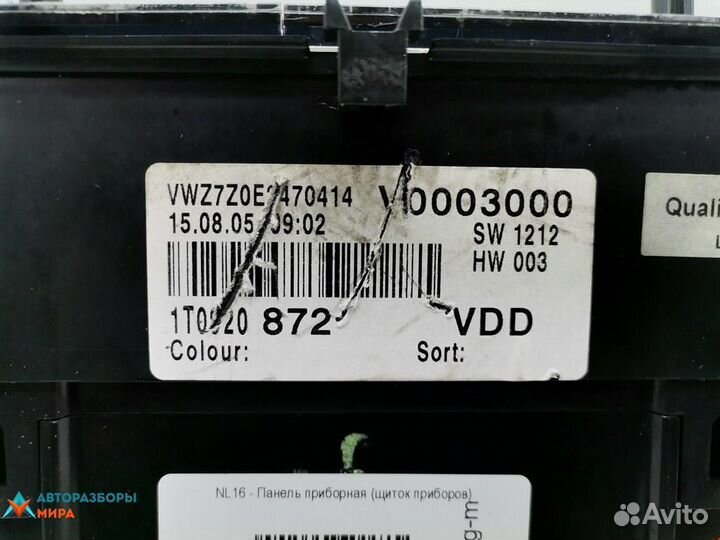 VWZ7Z0E2470414 V0003000
15.08.05 09:02 SW 1212
HW 003
1T0920 872 VDD
Colour: Sort:
Quali
L
NL16 - Панель приборная (щиток приборов)
g-m
АВТОРАЗБОРЫ
МИРА
Avito